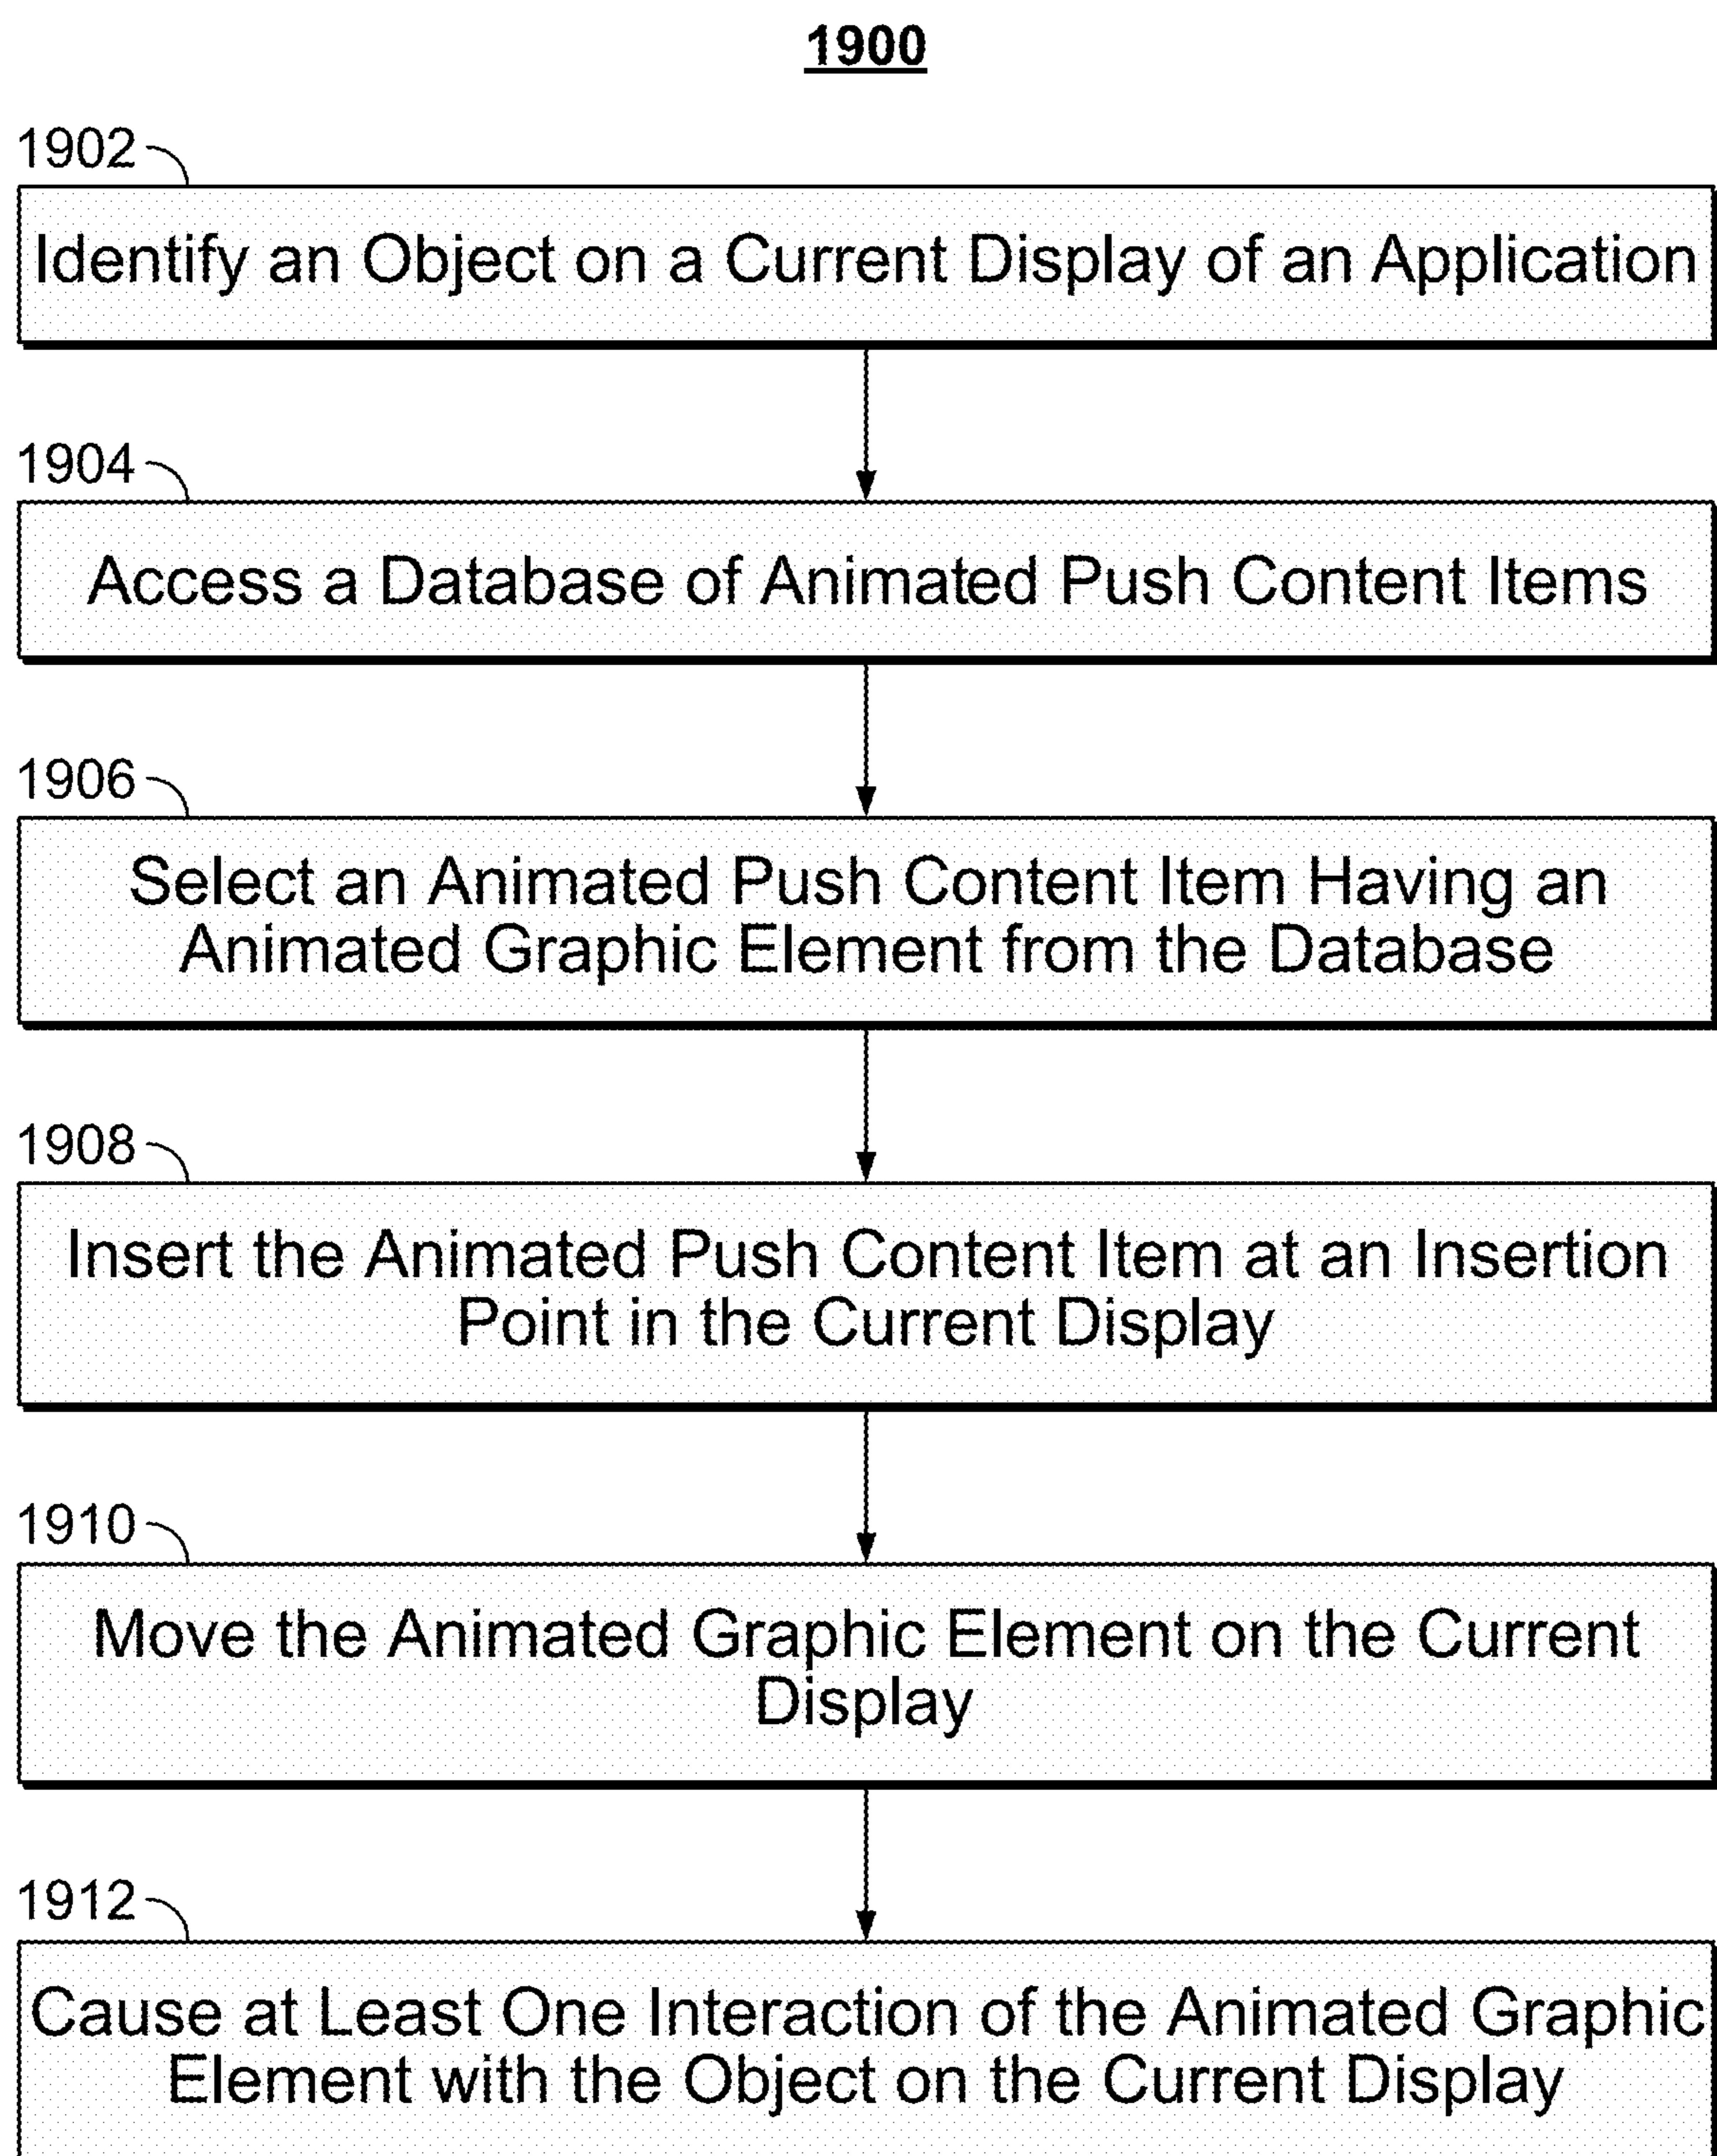 1900
1902
Identify an Object on a Current Display of an Application
1904
Access a Database of Animated Push Content Items
1906
Select an Animated Push Content Item Having an
Animated Graphic Element from the Database
1908
Insert the Animated Push Content Item at an Insertion
Point in the Current Display
1910
Move the Animated Graphic Element on the Current
Display
1912
Cause at Least One Interaction of the Animated Graphic
Element with the Object on the Current Display